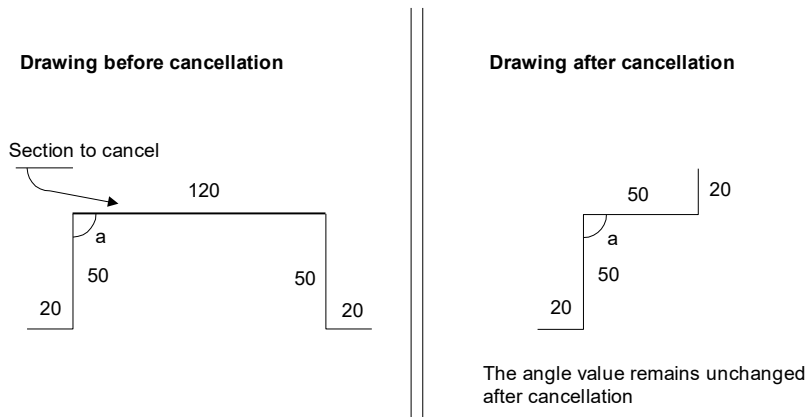 Drawing before cancellation
Section to cancel
120
a
50
50
20
20
Drawing after cancellation
50
20
a
50
20
The angle value remains unchanged
after cancellation